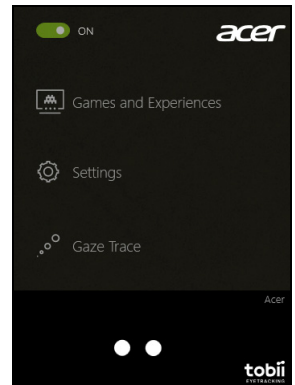 ON
acer
Games and Experiences
Settings
Gaze Trace
Acer
tobii
EYETRACKING